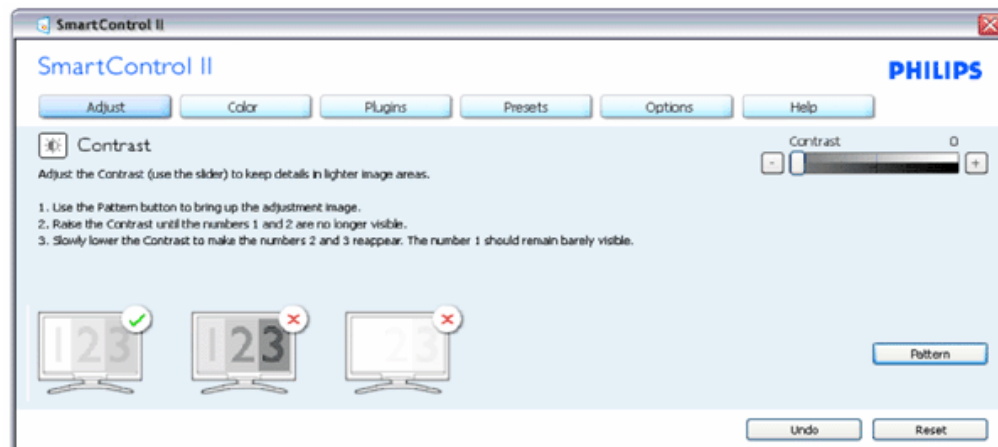 SmartControl II
SmartControl II
PHILIPS
Adjust Color Plugins Presets Options Help
Contrast
Contrast 0
- +
Adjust the Contrast (use the slider) to keep details in lighter image areas.
1. Use the Pattern button to bring up the adjustment image.
2. Raise the Contrast until the numbers 1 and 2 are no longer visible.
3. Slowly lower the Contrast to make the numbers 2 and 3 reappear. The number 1 should remain barely visible.
123 123 23
Pattern
Undo Reset